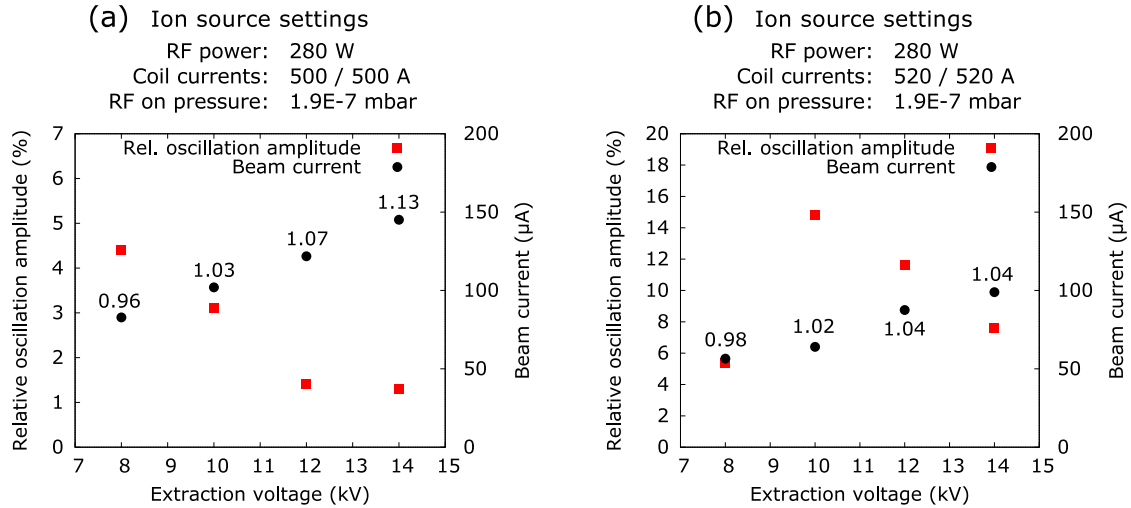 (a) Ion source settings
RF power: 280 W
Coil currents: 500 / 500 A
RF on pressure: 1.9E-7 mbar
Relative oscillation amplitude (%)
7
6
5
4
3
2
1
0
Rel. oscillation amplitude
Beam current
0.96
1.03
1.07
1.13
200
150
100
50
0
Beam current (µA)
7 8 9 10 11 12 13 14 15
Extraction voltage (kV)
(b) Ion source settings
RF power: 280 W
Coil currents: 520 / 520 A
RF on pressure: 1.9E-7 mbar
Relative oscillation amplitude (%)
20
18
16
14
12
10
8
6
4
2
0
Rel. oscillation amplitude
Beam current
0.98
1.02
1.04
1.04
200
150
100
50
0
Beam current (µA)
7 8 9 10 11 12 13 14 15
Extraction voltage (kV)